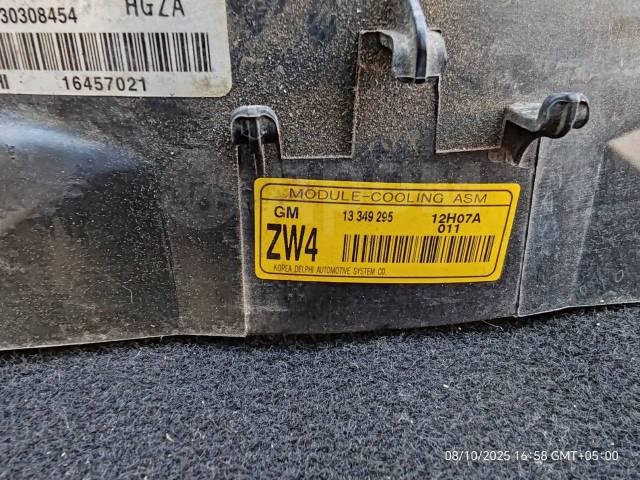 30308454 HGZA
16457021
MODULE-COOLING ASM
GM 13 349 295 12H07A
ZW4 011
KOREA DELPHI AUTOMOTIVE SYSTEM CO.
08/10/2025 16:58 GMT+05:00